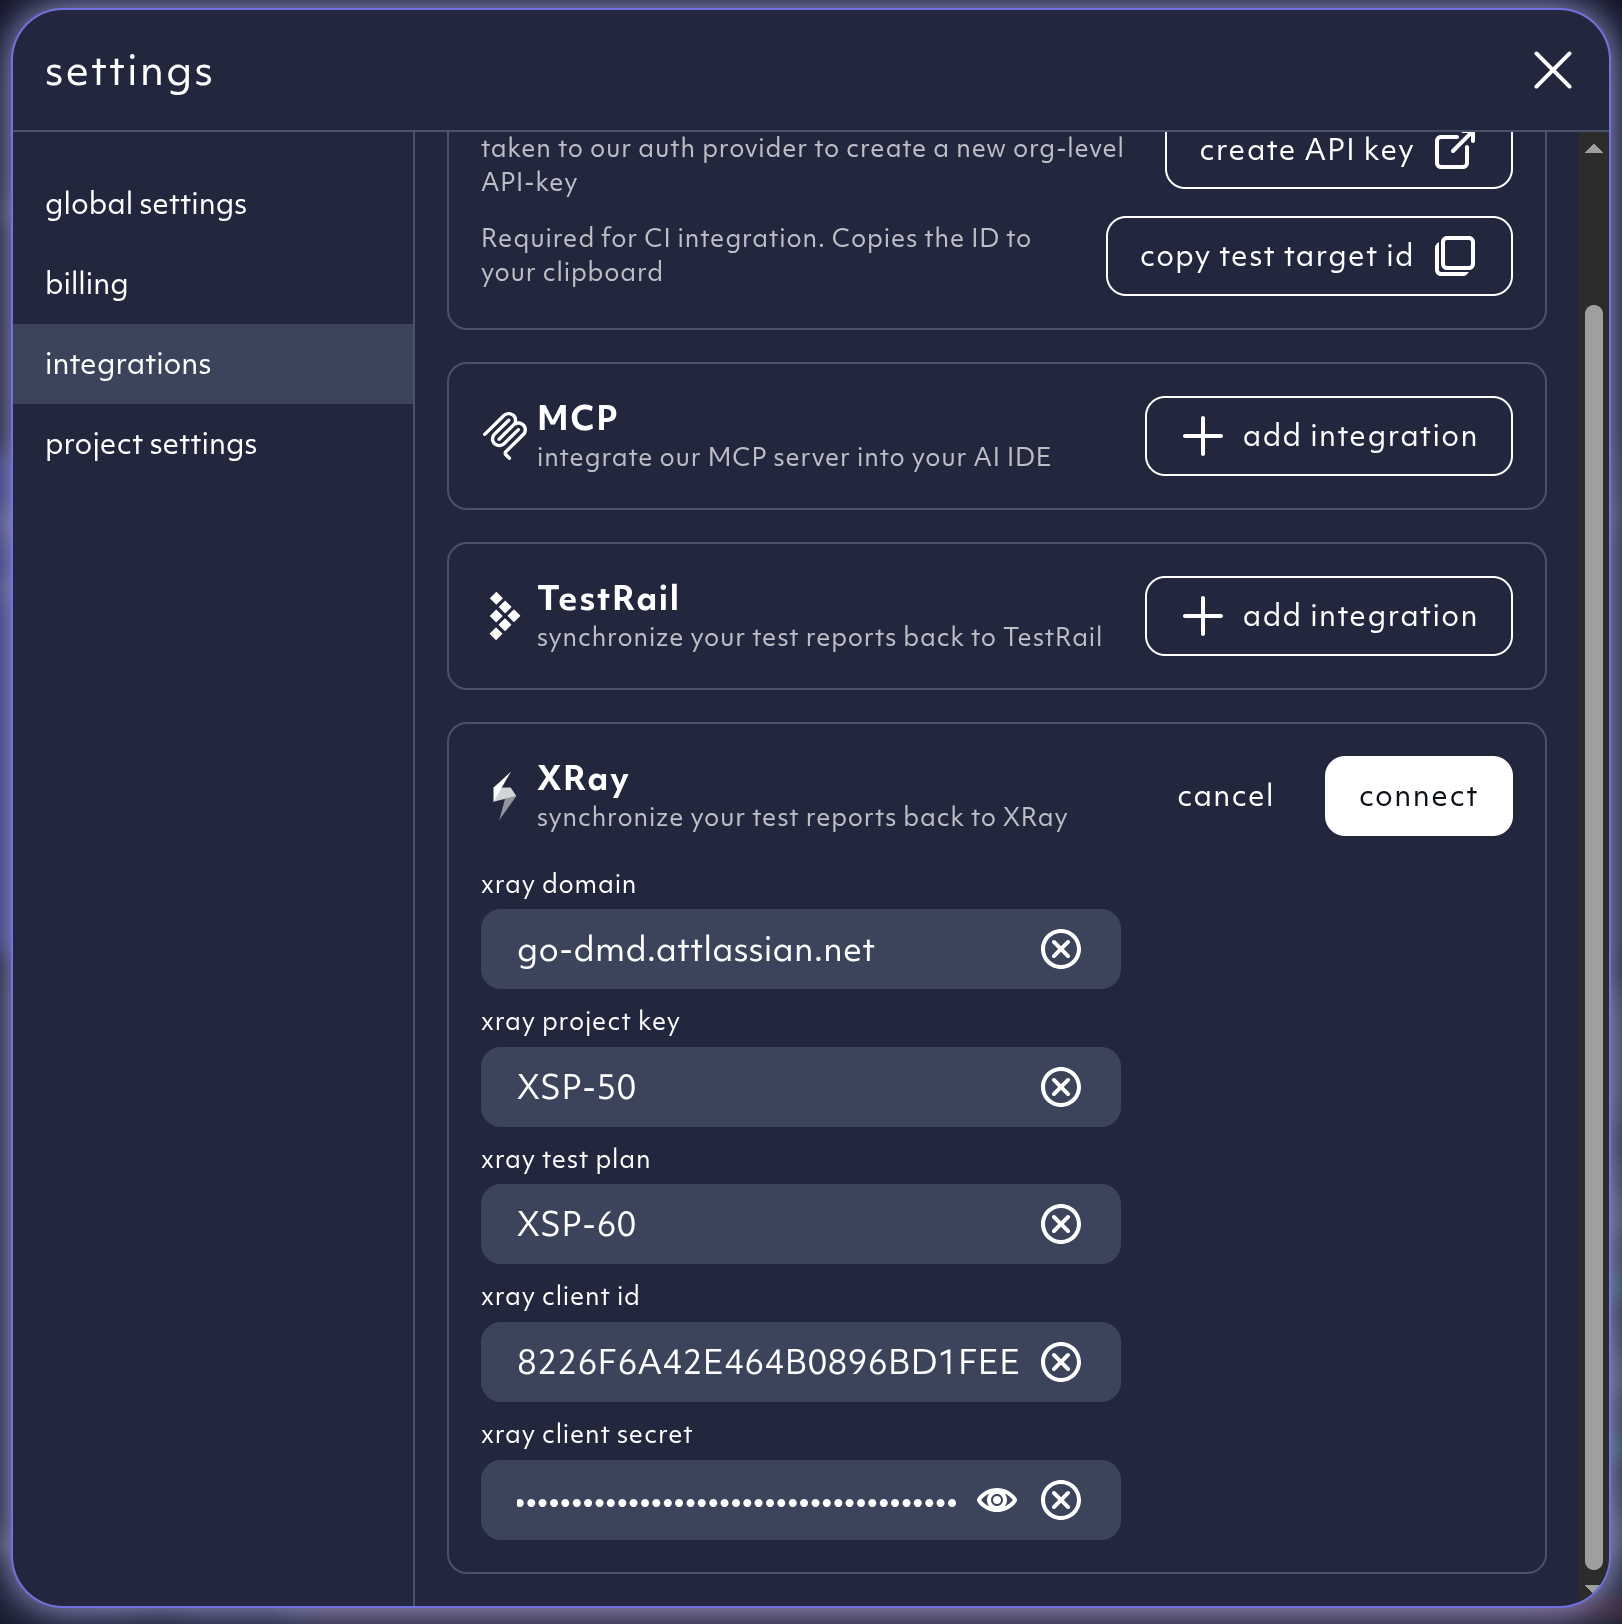 settings
global settings
billing
integrations
project settings
taken to our auth provider to create a new org-level
API-key
create API key
Required for CI integration. Copies the ID to
your clipboard
copy test target id
MCP
integrate our MCP server into your AI IDE
add integration
TestRail
synchronize your test reports back to TestRail
add integration
XRay
synchronize your test reports back to XRay
cancel
connect
xray domain
go-dmd.attlassian.net
xray project key
XSP-50
xray test plan
XSP-60
xray client id
8226F6A42E464B0896BD1FEE
xray client secret